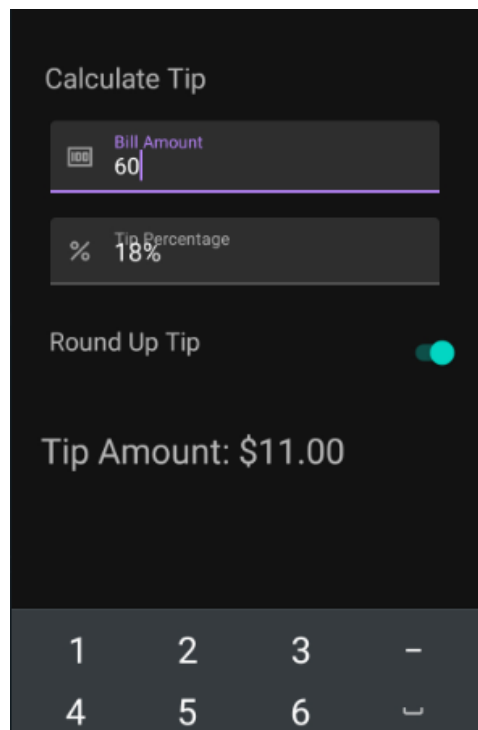 Calculate Tip
Bill Amount
60
Tip Percentage
18%
Round Up Tip
Tip Amount: $11.00
1 2 3 –
4 5 6